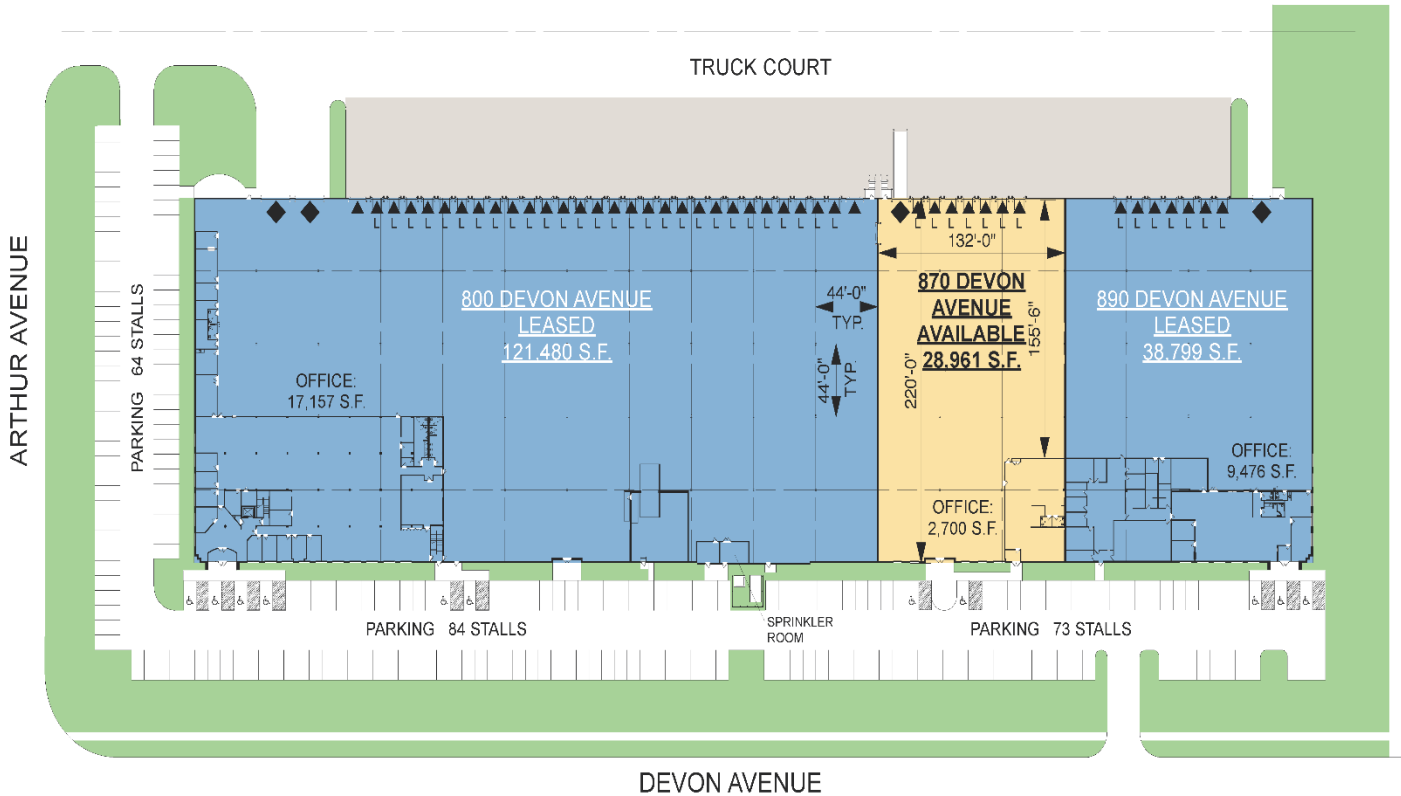 TRUCK COURT
ARTHUR AVENUE
PARKING 64 STALLS
800 DEVON AVENUE
LEASED
121,480 S.F.
OFFICE:
17,157 S.F.
44'-0"
TYP.
44'-0"
TYP.
L L L L L L L L L L L L L L L L L L L L L L L L L L L L
132'-0"
870 DEVON
AVENUE
AVAILABLE
28,961 S.F.
220'-0"
155'-6"
OFFICE:
2,700 S.F.
L L L L L L L
890 DEVON AVENUE
LEASED
38,799 S.F.
OFFICE:
9,476 S.F.
L L L L L L L
PARKING 84 STALLS
SPRINKLER
ROOM
PARKING 73 STALLS
DEVON AVENUE